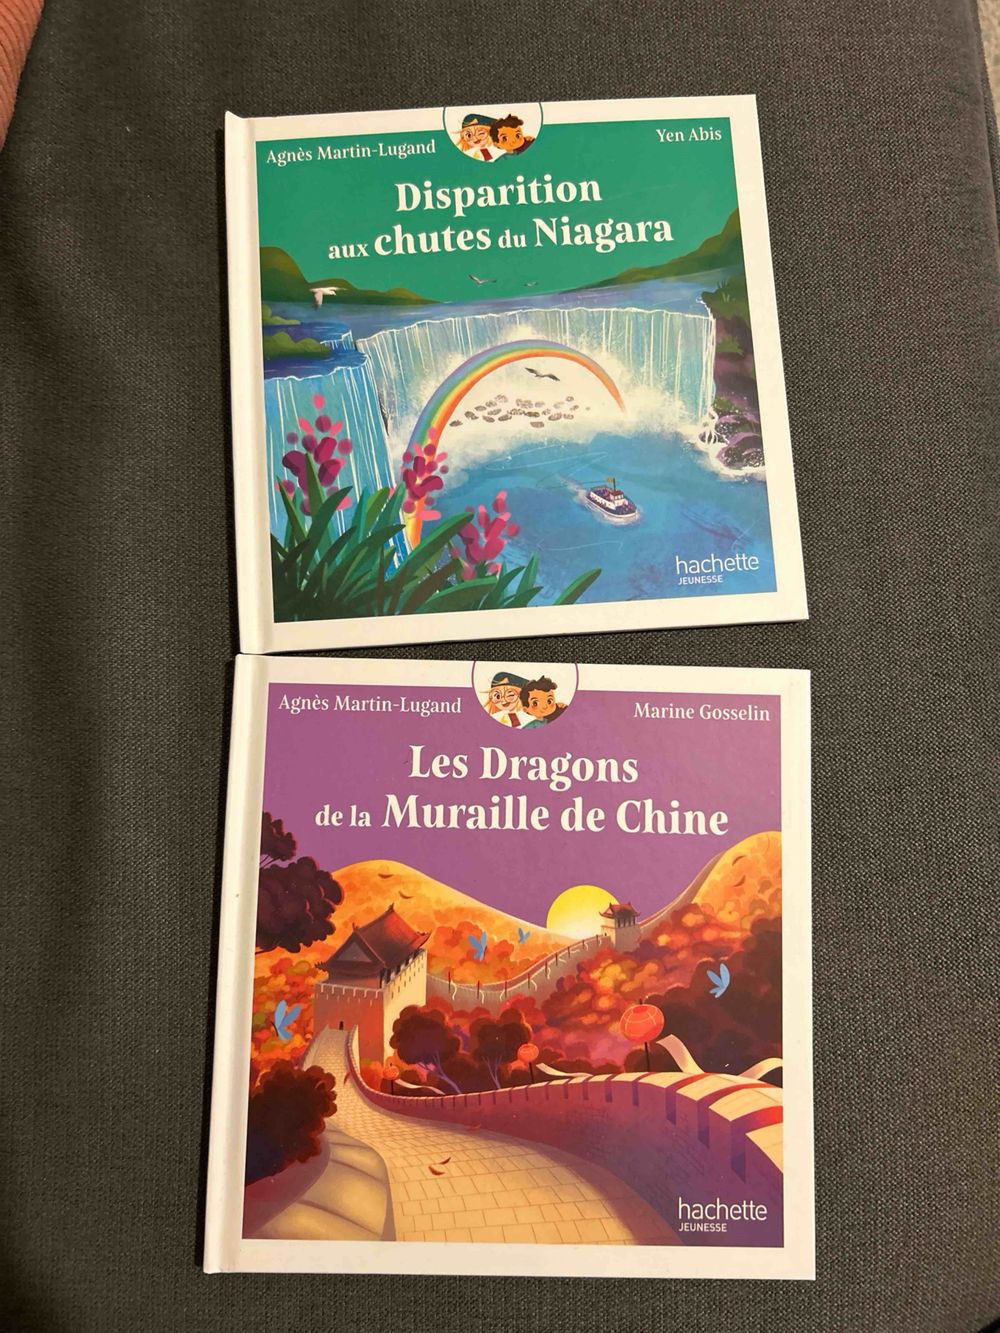 Agnès Martin-Lugand
Yen Abis
Disparition
aux chutes du Niagara
hachette
JEUNESSE
Agnès Martin-Lugand
Marine Gosselin
Les Dragons
de la Muraille de Chine
hachette
JEUNESSE